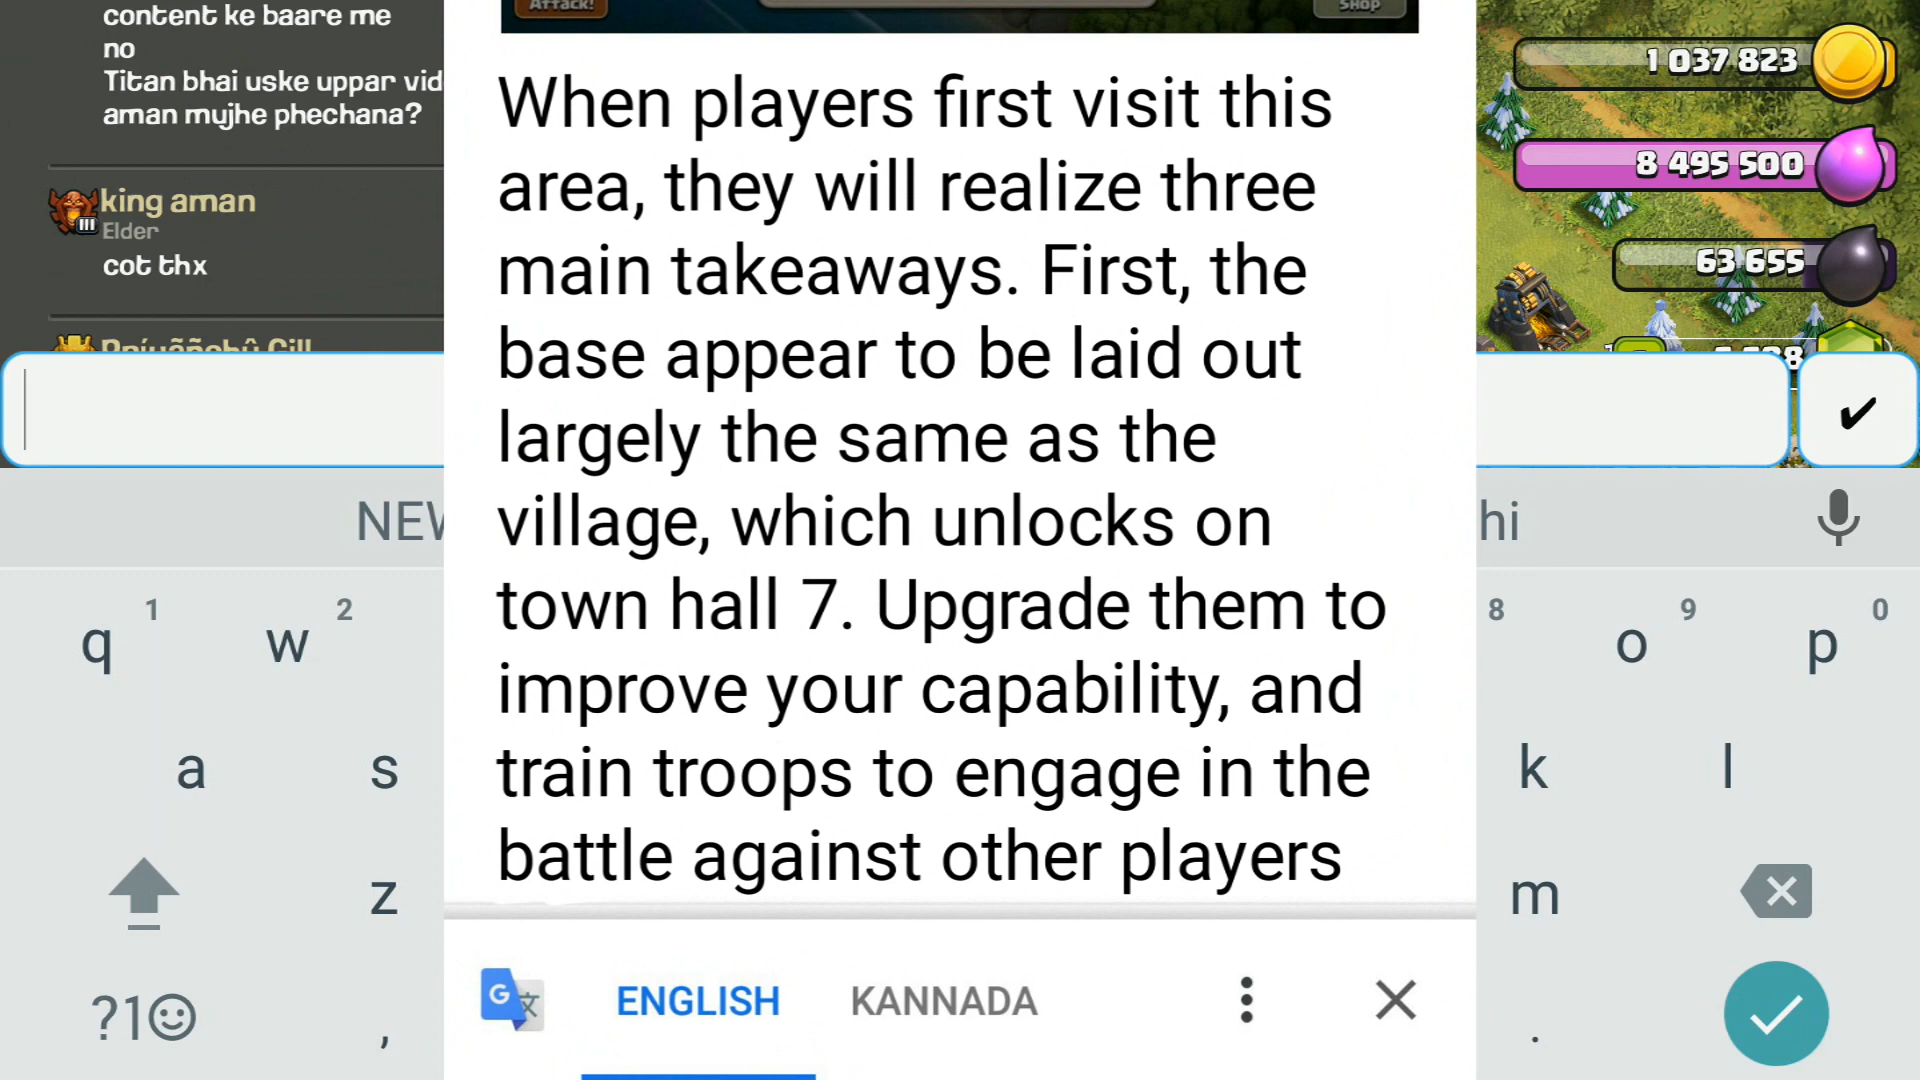 content ke baare me
no
Titan bhai uske uppar vid
aman mujhe phechana?
king aman
Elder
cot thx
Attack!
Shop
When players first visit this
area, they will realize three
main takeaways. First, the
base appear to be laid out
largely the same as the
village, which unlocks on
town hall 7. Upgrade them to
improve your capability, and
train troops to engage in the
battle against other players
ENGLISH
KANNADA
1 037 823
8 495 500
63 655
NEW
hi
1 2 8 9 0
q w o p
a s k l
z m
?1 , .